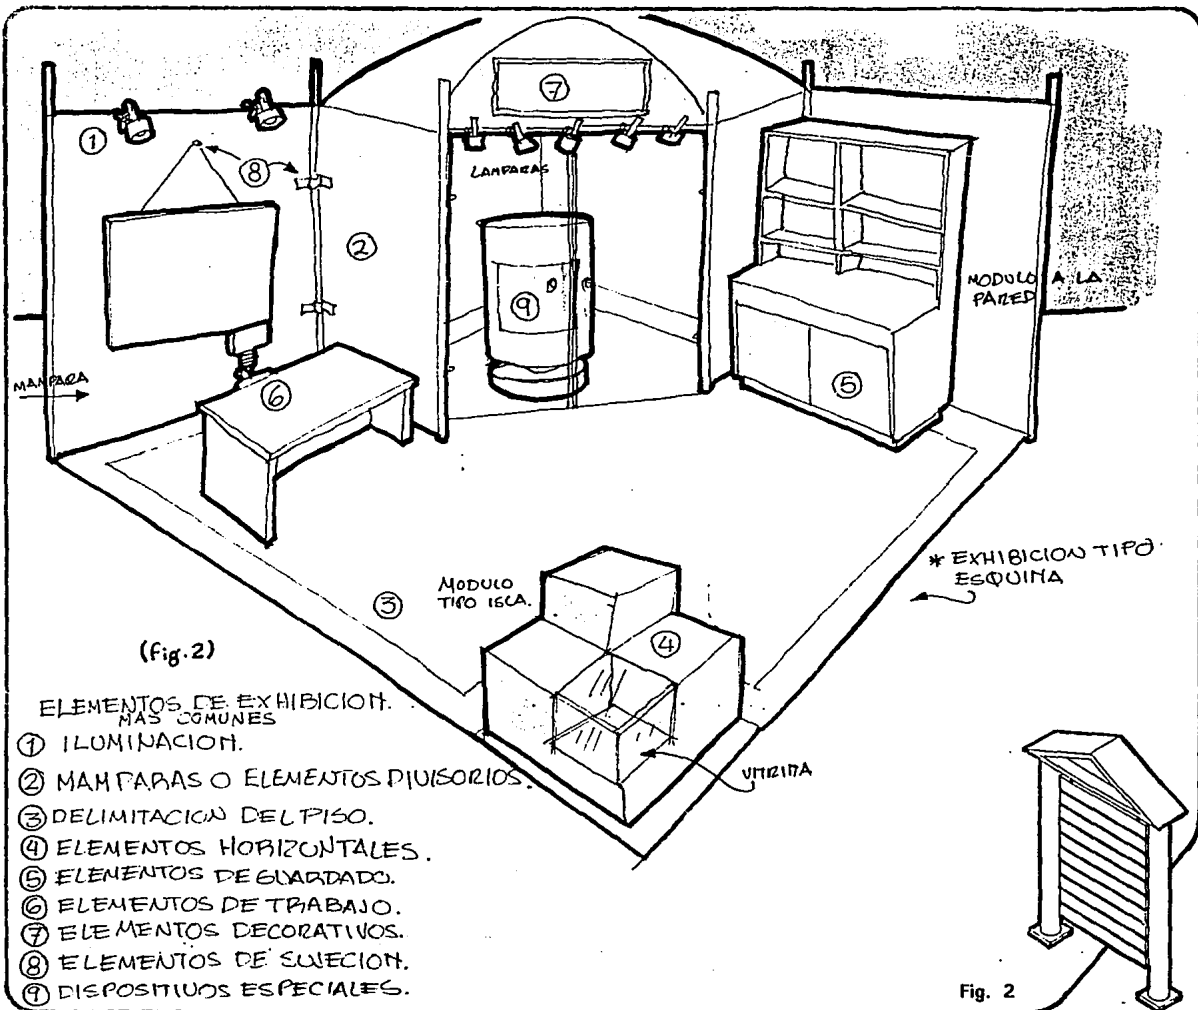 ①
⑦
LAMPARAS
⑧
②
⑨
MODULO A LA
PARED
MAMPARA
⑥
⑤
* EXHIBICION TIPO
ESQUINA
MODULO
TIPO ISLA.
③
④
(fig.2)
VITRINA
ELEMENTOS DE EXHIBICION.
MAS COMUNES
① ILUMINACION.
② MAMPARAS O ELEMENTOS DIVISORIOS.
③ DELIMITACION DEL PISO.
④ ELEMENTOS HORIZONTALES.
⑤ ELEMENTOS DE GUARDADO.
⑥ ELEMENTOS DE TRABAJO.
⑦ ELEMENTOS DECORATIVOS.
⑧ ELEMENTOS DE SUJECION.
⑨ DISPOSITIVOS ESPECIALES.
Fig. 2